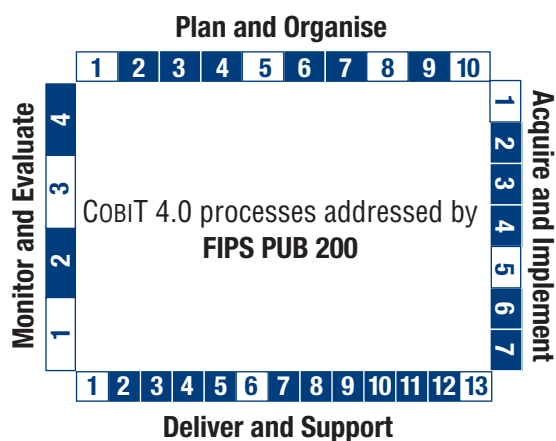 Plan and Organise
1 2 3 4 5 6 7 8 9 10
Monitor and Evaluate
4
3
2
1
COBIT 4.0 processes addressed by
FIPS PUB 200
Acquire and Implement
1
2
3
4
5
6
7
1 2 3 4 5 6 7 8 9 10 11 12 13
Deliver and Support